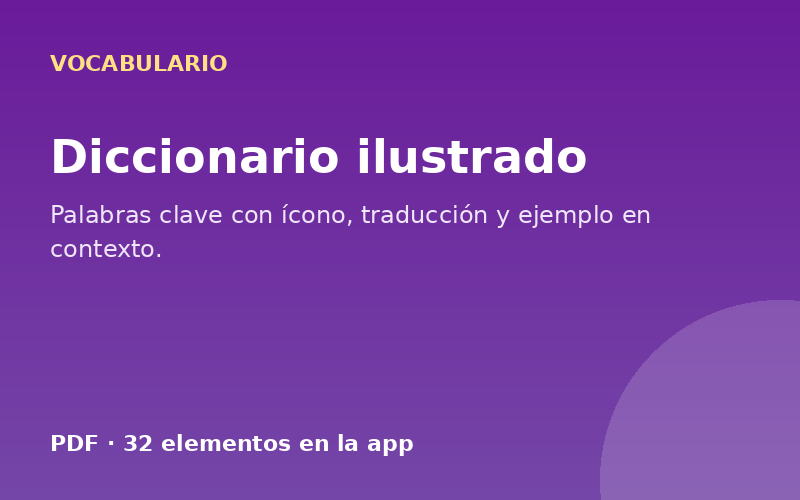 VOCABULARIO
Diccionario ilustrado
Palabras clave con ícono, traducción y ejemplo en
contexto.
PDF · 32 elementos en la app